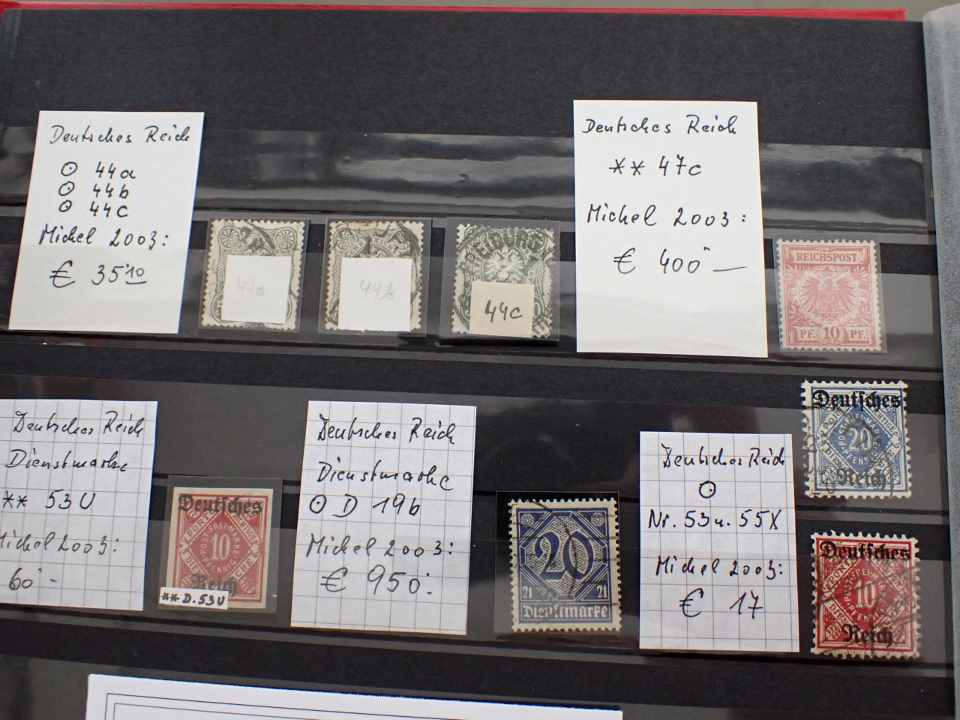 Deutsches Reich
⊙ 44a
⊙ 44b
⊙ 44c
Michel 2003:
€ 35,10
44a
44b
44c
Deutsches Reich
** 47c
Michel 2003:
€ 400,—
REICHSPOST
PF. 10 PF.
Deutsches Reich
Dienstmarke
** 53U
Michel 2003:
60,-
Deutsches
10
Reich
**D.53U
Deutsches Reich
Dienstmarke
⊙ D 19b
Michel 2003:
€ 950,-
20
21 21
Dienstmarke
Deutsches Reich
⊙
Nr. 53 u. 55X
Michel 2003:
€ 17
Deutsches
20
Reich
Deutsches
10
Reich